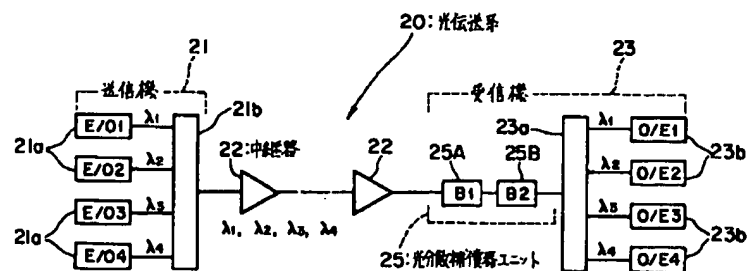 20:光伝送系
21
送信機
21a
E/O1
λ1
E/O2
λ2
21a
E/O3
λ3
E/O4
λ4
21b
22:中継器
22
λ1, λ2, λ3, λ4
23
受信機
25A
B1
25B
B2
25:光分散補償器ユニット
23a
λ1
O/E1
λ2
O/E2
23b
λ3
O/E3
λ4
O/E4
23b